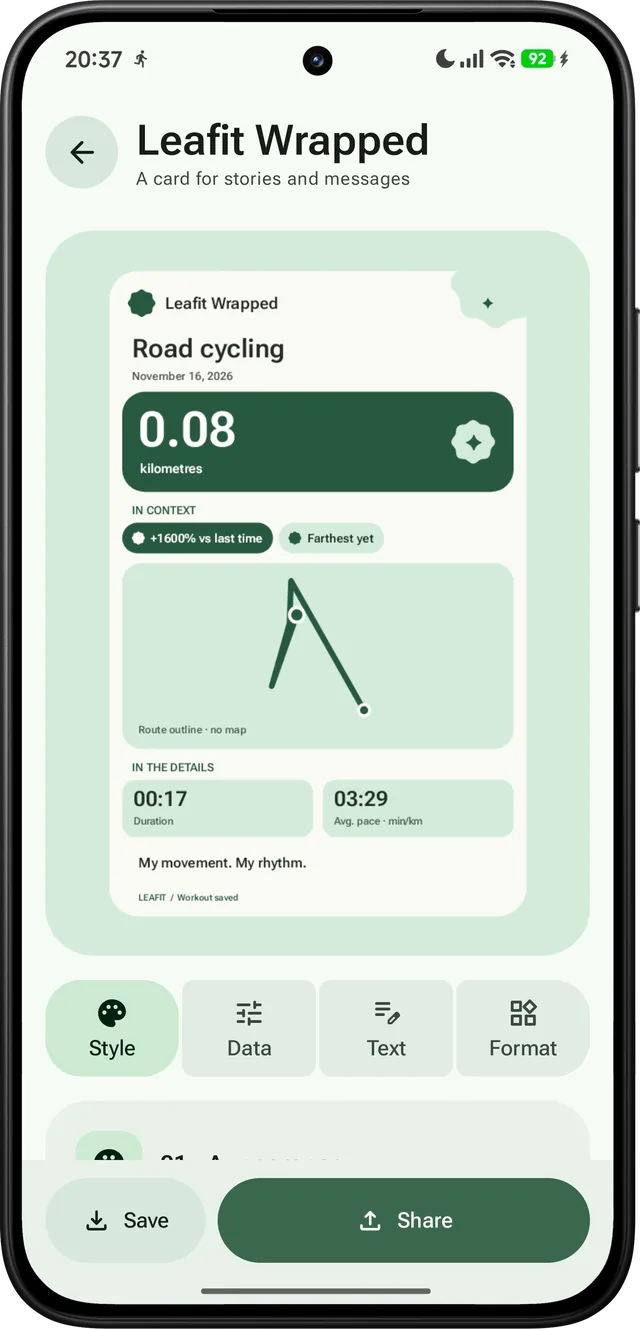 20:37
92
Leafit Wrapped
A card for stories and messages
Leafit Wrapped
Road cycling
November 16, 2026
0.08
kilometres
IN CONTEXT
+1600% vs last time
Farthest yet
Route outline · no map
IN THE DETAILS
00:17
Duration
03:29
Avg. pace · min/km
My movement. My rhythm.
LEAFIT / Workout saved
Style
Data
Text
Format
Save
Share